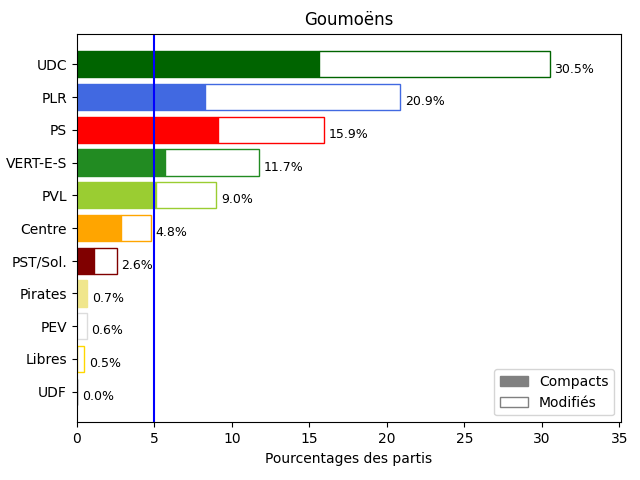 Goumoëns
UDC 30.5%
PLR 20.9%
PS 15.9%
VERT-E-S 11.7%
PVL 9.0%
Centre 4.8%
PST/Sol. 2.6%
Pirates 0.7%
PEV 0.6%
Libres 0.5%
UDF 0.0%
Compacts
Modifiés
0 5 10 15 20 25 30 35
Pourcentages des partis